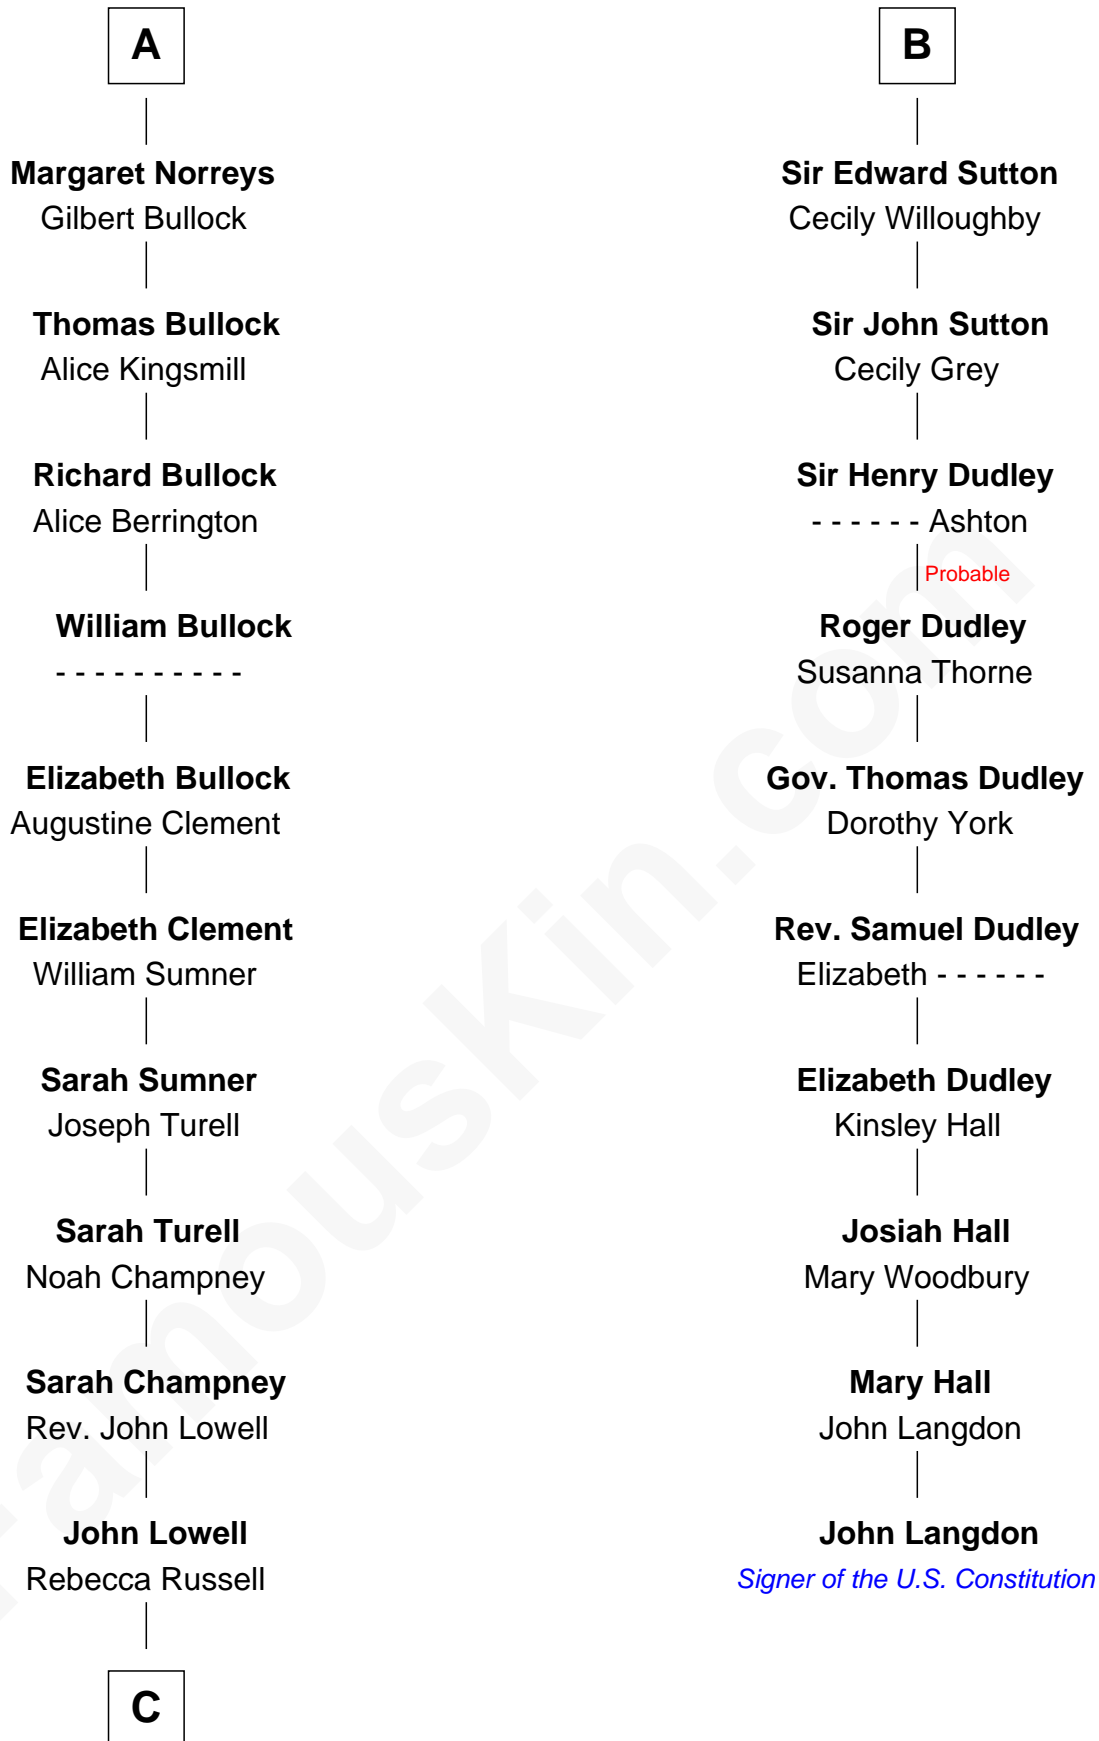 A
Margaret Norreys
Gilbert Bullock
Thomas Bullock
Alice Kingsmill
Richard Bullock
Alice Berrington
William Bullock
- - - - - - - - - -
Elizabeth Bullock
Augustine Clement
Elizabeth Clement
William Sumner
Sarah Sumner
Joseph Turell
Sarah Turell
Noah Champney
Sarah Champney
Rev. John Lowell
John Lowell
Rebecca Russell
C
B
Sir Edward Sutton
Cecily Willoughby
Sir John Sutton
Cecily Grey
Sir Henry Dudley
- - - - - - Ashton
Probable
Roger Dudley
Susanna Thorne
Gov. Thomas Dudley
Dorothy York
Rev. Samuel Dudley
Elizabeth - - - - - -
Elizabeth Dudley
Kinsley Hall
Josiah Hall
Mary Woodbury
Mary Hall
John Langdon
John Langdon
Signer of the U.S. Constitution
FamousKin.com